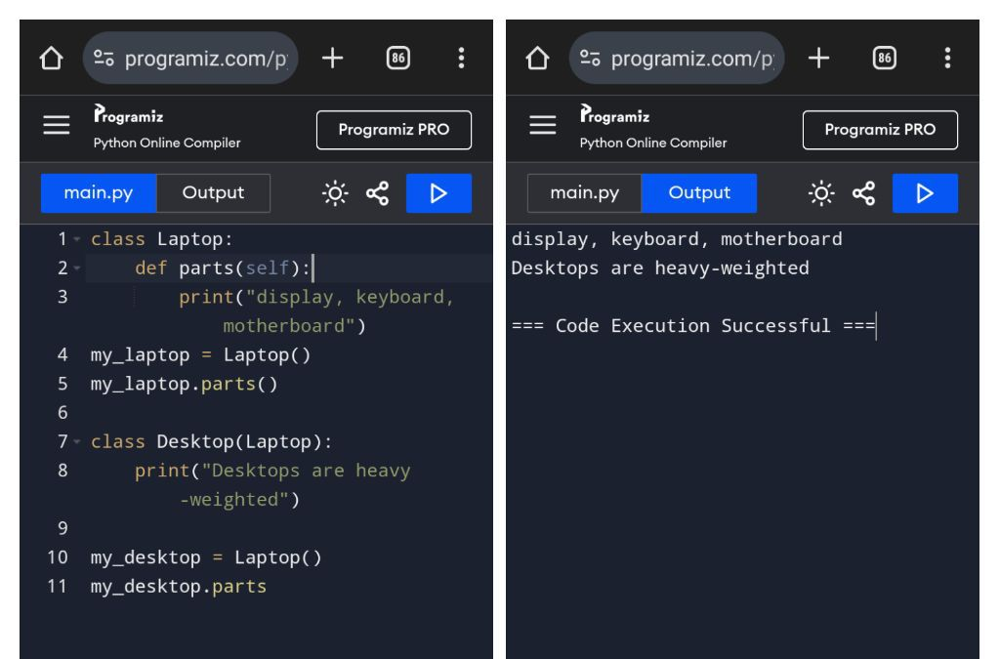 programiz.com/p
86
Programiz
Python Online Compiler
Programiz PRO
main.py
Output
1 class Laptop:
2 def parts(self):
3 print("display, keyboard,
motherboard")
4 my_laptop = Laptop()
5 my_laptop.parts()
6
7 class Desktop(Laptop):
8 print("Desktops are heavy
-weighted")
9
10 my_desktop = Laptop()
11 my_desktop.parts
programiz.com/p
86
Programiz
Python Online Compiler
Programiz PRO
main.py
Output
display, keyboard, motherboard
Desktops are heavy-weighted
=== Code Execution Successful ===